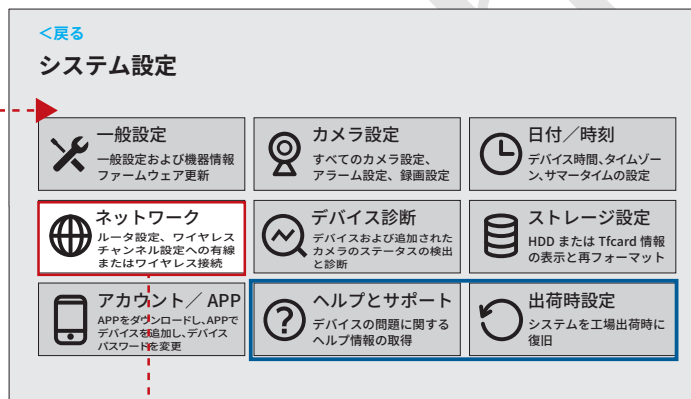 <戻る
システム設定
一般設定
一般設定および機器情報
ファームウェア更新
カメラ設定
すべてのカメラ設定、
アラーム設定、録画設定
日付／時刻
デバイス時間、タイムゾー
ン、サマータイムの設定
ネットワーク
ルータ設定、ワイヤレス
チャンネル設定への有線
またはワイヤレス接続
デバイス診断
デバイスおよび追加された
カメラのステータスの検出
と診断
ストレージ設定
HDD または Tfcard 情報
の表示と再フォーマット
アカウント／ APP
APPをダウンロードし、APPで
デバイスを追加し、デバイス
パスワードを変更
ヘルプとサポート
デバイスの問題に関する
ヘルプ情報の取得
出荷時設定
システムを工場出荷時に
復旧